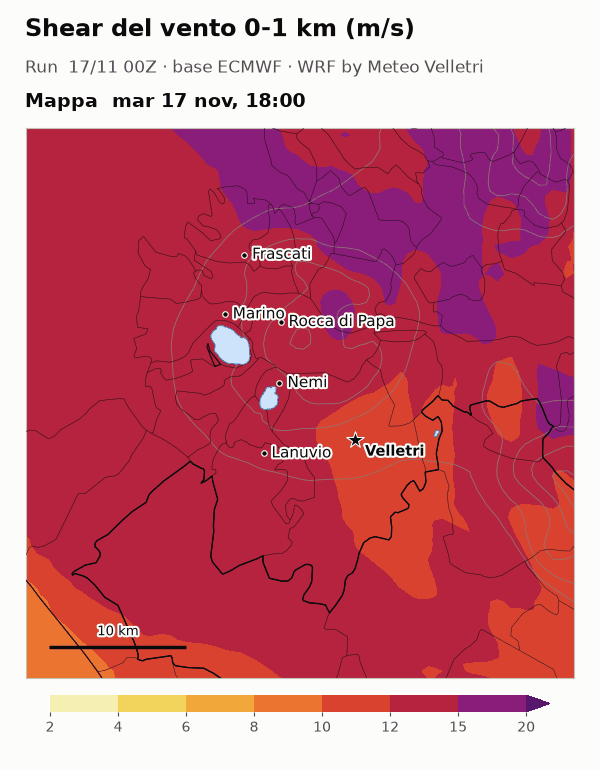 Shear del vento 0-1 km (m/s)
Run 17/11 00Z · base ECMWF · WRF by Meteo Velletri
Mappa mar 17 nov, 18:00
Frascati
Marino
Rocca di Papa
Nemi
Velletri
Lanuvio
10 km
2 4 6 8 10 12 15 20